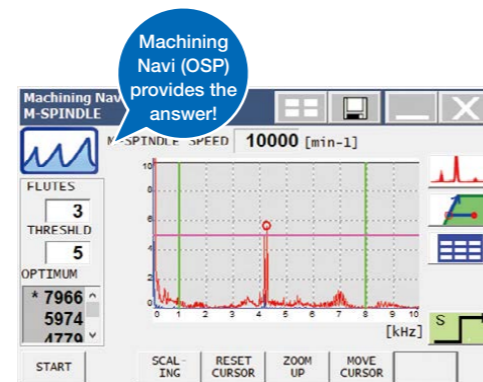 Machining
Navi (OSP)
provides the
answer!
Machining Nav
M-SPINDLE
M-SPINDLE SPEED 10000 [min-1]
FLUTES
3
THRESHLD
5
OPTIMUM
* 7966
5974
4779
10
8
6
4
2
0
0 1 2 3 4 5 6 7 8 9 10
[kHz]
S
START
SCAL-
ING
RESET
CURSOR
ZOOM
UP
MOVE
CURSOR